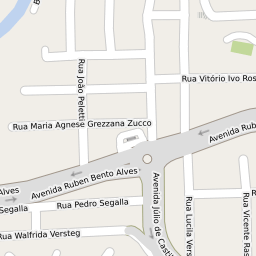 B
Rua João Peletti
Rua Vitório Ivo Ros
Rua Maria Agnese Grezzana Zucco
Avenida Rub
Alves
Avenida Ruben Bento Alves
Segalla
Rua Pedro Segalla
Rua Walfrida Versteg
Avenida Júlio de Castil
Rua Lucila Vers
Rua Vicente Ras